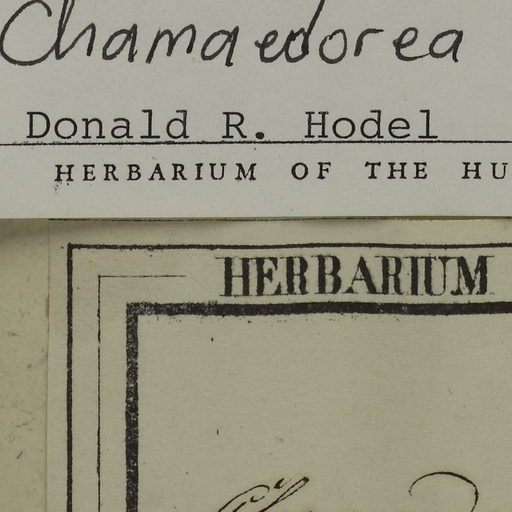 Chamaedorea
Donald R. Hodel
HERBARIUM OF THE HU
HERBARIUM